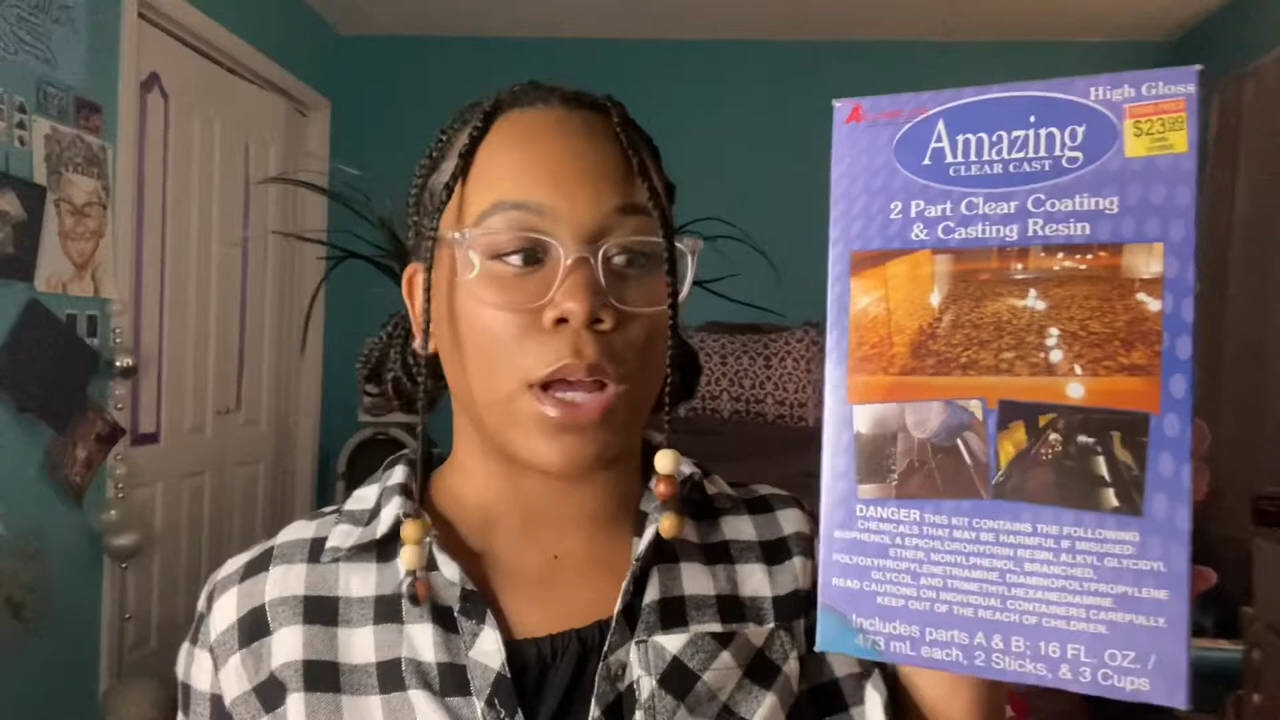 High Gloss
$23.99
Amazing
CLEAR CAST
2 Part Clear Coating
& Casting Resin
DANGER THIS KIT CONTAINS THE FOLLOWING
CHEMICALS THAT MAY BE HARMFUL IF MISUSED:
BISPHENOL A EPICHLOROHYDRIN RESIN, ALKYL GLYCIDYL
ETHER, NONYLPHENOL, BRANCHED,
POLYOXYPROPYLENETRIAMINE, DIAMINOPOLYPROPYLENE
GLYCOL, AND TRIMETHYLHEXANEDIAMINE.
READ CAUTIONS ON INDIVIDUAL CONTAINERS CAREFULLY.
KEEP OUT OF THE REACH OF CHILDREN.
Includes parts A & B; 16 FL. OZ. /
473 mL each, 2 Sticks, & 3 Cups